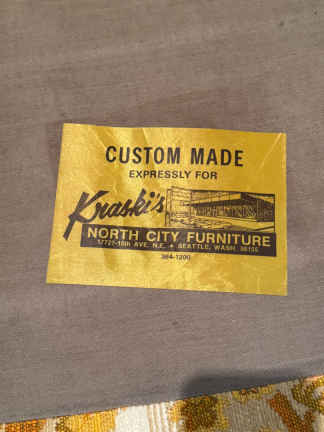 CUSTOM MADE
EXPRESSLY FOR
Kraski's
NORTH CITY FURNITURE
17727-15th AVE. N.E. • SEATTLE, WASH. 98155
364-1200